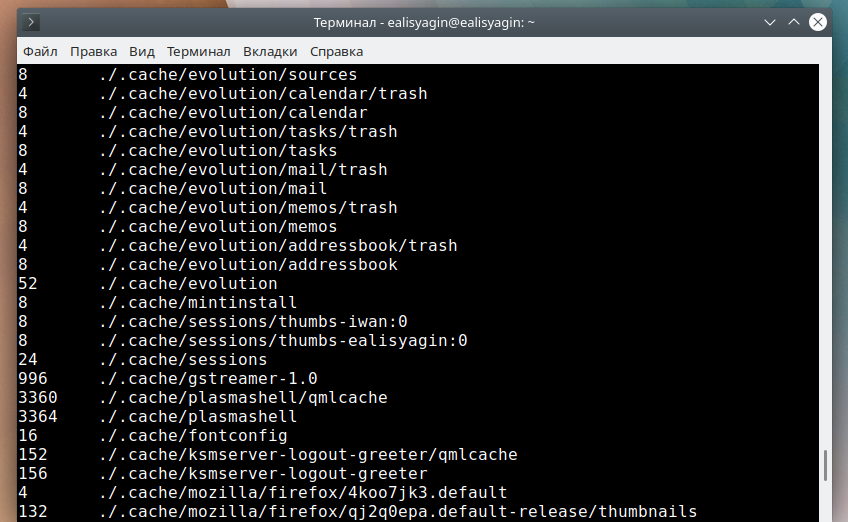 Терминал - ealisyagin@ealisyagin: ~
Файл Правка Вид Терминал Вкладки Справка
8 ./.cache/evolution/sources
4 ./.cache/evolution/calendar/trash
8 ./.cache/evolution/calendar
4 ./.cache/evolution/tasks/trash
8 ./.cache/evolution/tasks
4 ./.cache/evolution/mail/trash
8 ./.cache/evolution/mail
4 ./.cache/evolution/memos/trash
8 ./.cache/evolution/memos
4 ./.cache/evolution/addressbook/trash
8 ./.cache/evolution/addressbook
52 ./.cache/evolution
8 ./.cache/mintinstall
8 ./.cache/sessions/thumbs-iwan:0
8 ./.cache/sessions/thumbs-ealisyagin:0
24 ./.cache/sessions
996 ./.cache/gstreamer-1.0
3360 ./.cache/plasmashell/qmlcache
3364 ./.cache/plasmashell
16 ./.cache/fontconfig
152 ./.cache/ksmserver-logout-greeter/qmlcache
156 ./.cache/ksmserver-logout-greeter
4 ./.cache/mozilla/firefox/4koo7jk3.default
132 ./.cache/mozilla/firefox/qj2q0epa.default-release/thumbnails